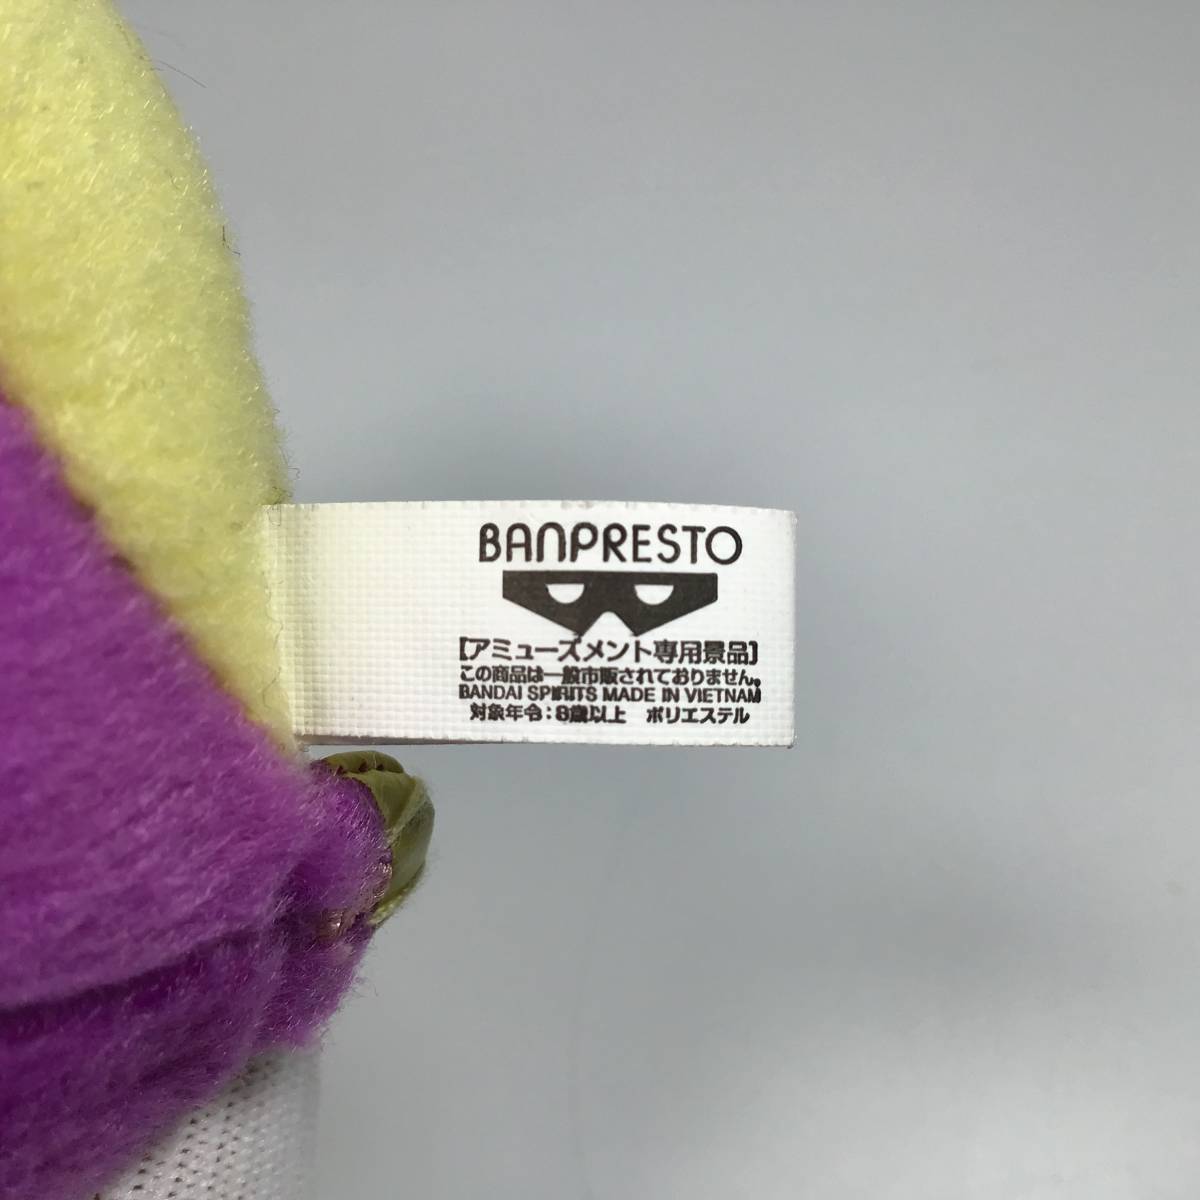 BANPRESTO
【アミューズメント専用景品】
この商品は一般市販されておりません。
BANDAI SPIRITS MADE IN VIETNAM
対象年令:8歳以上 ポリエステル